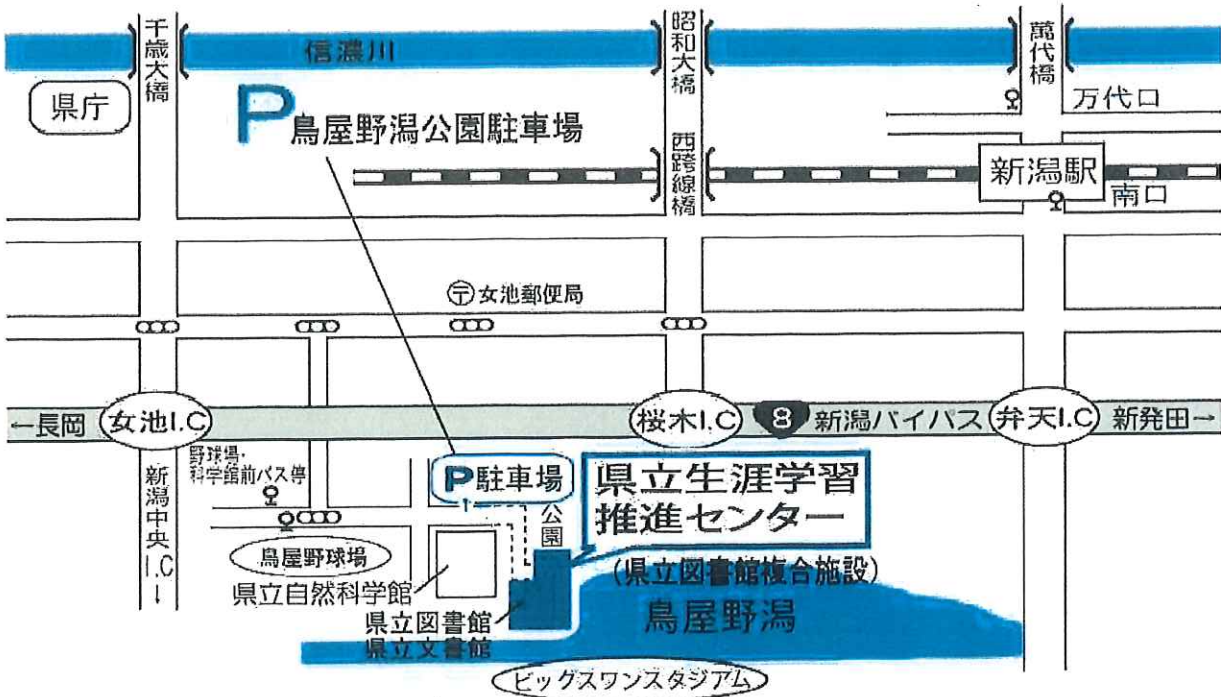 千歳大橋
昭和大橋
萬代橋
信濃川
県庁
P鳥屋野潟公園駐車場
万代口
西跨線橋
新潟駅
南口
〒女池郵便局
←長岡
女池I.C
桜木I.C
8
新潟バイパス
弁天I.C
新発田→
野球場・
科学館前バス停
新潟中央I.C↓
P駐車場
公園
県立生涯学習
推進センター
(県立図書館複合施設)
鳥屋野球場
県立自然科学館
県立図書館
県立文書館
鳥屋野潟
ビッグスワンスタジアム